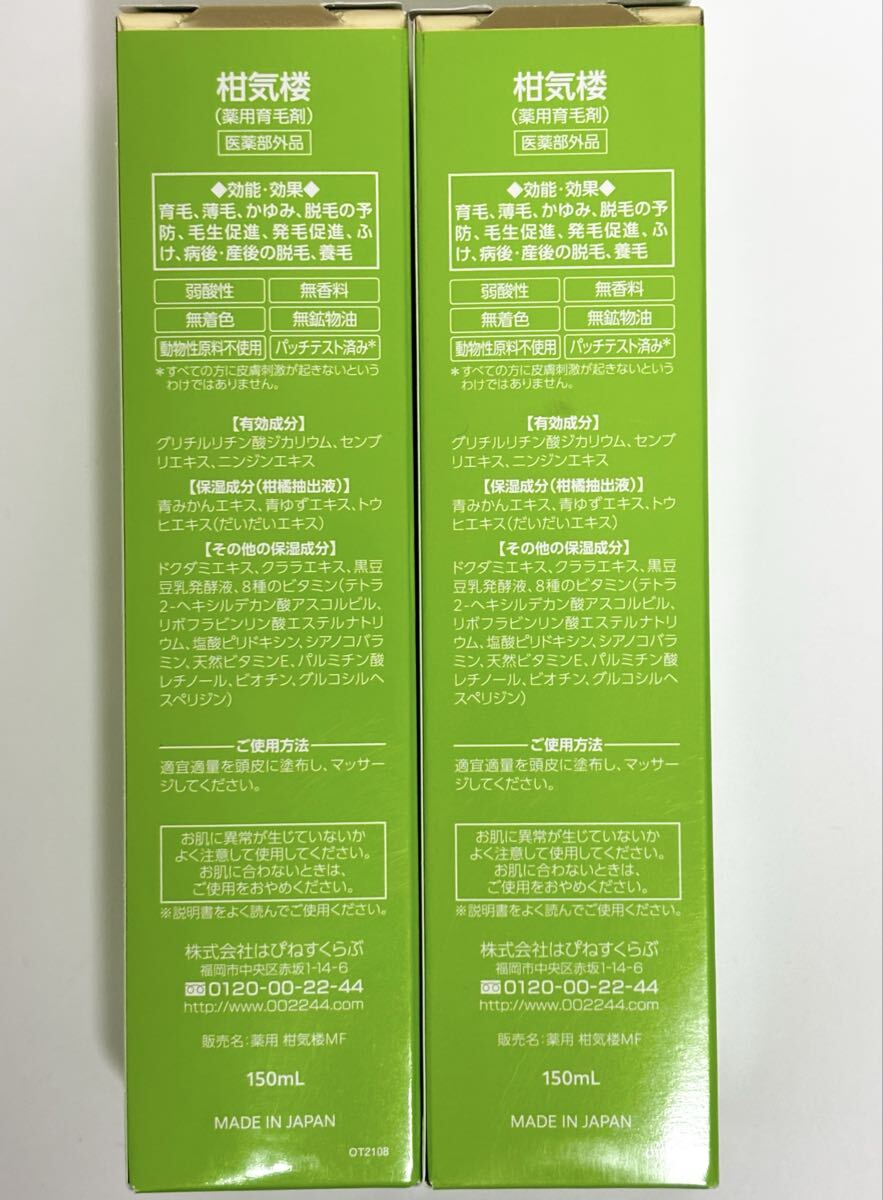 柑気楼
（薬用育毛剤）
医薬部外品
◆効能・効果◆
育毛、薄毛、かゆみ、脱毛の予
防、毛生促進、発毛促進、ふ
け、病後・産後の脱毛、養毛
弱酸性 無香料
無着色 無鉱物油
動物性原料不使用 パッチテスト済み*
*すべての方に皮膚刺激が起きないという
わけではありません。
【有効成分】
グリチルリチン酸ジカリウム、センブ
リエキス、ニンジンエキス
【保湿成分（柑橘抽出液）】
青みかんエキス、青ゆずエキス、トウ
ヒエキス（だいだいエキス）
【その他の保湿成分】
ドクダミエキス、クララエキス、黒豆
豆乳発酵液、8種のビタミン（テトラ
2-ヘキシルデカン酸アスコルビル、
リボフラビンリン酸エステルナトリ
ウム、塩酸ピリドキシン、シアノコバラ
ミン、天然ビタミンE、パルミチン酸
レチノール、ビオチン、グルコシルヘ
スペリジン）
ご使用方法
適宜適量を頭皮に塗布し、マッサー
ジしてください。
お肌に異常が生じていないか
よく注意して使用してください。
お肌に合わないときは、
ご使用をおやめください。
※説明書をよく読んでご使用ください。
株式会社はぴねすくらぶ
福岡市中央区赤坂1-14-6
0120-00-22-44
http://www.002244.com
販売名：薬用 柑気楼MF
150mL
MADE IN JAPAN
OT210B
柑気楼
（薬用育毛剤）
医薬部外品
◆効能・効果◆
育毛、薄毛、かゆみ、脱毛の予
防、毛生促進、発毛促進、ふ
け、病後・産後の脱毛、養毛
弱酸性 無香料
無着色 無鉱物油
動物性原料不使用 パッチテスト済み*
*すべての方に皮膚刺激が起きないという
わけではありません。
【有効成分】
グリチルリチン酸ジカリウム、センブ
リエキス、ニンジンエキス
【保湿成分（柑橘抽出液）】
青みかんエキス、青ゆずエキス、トウ
ヒエキス（だいだいエキス）
【その他の保湿成分】
ドクダミエキス、クララエキス、黒豆
豆乳発酵液、8種のビタミン（テトラ
2-ヘキシルデカン酸アスコルビル、
リボフラビンリン酸エステルナトリ
ウム、塩酸ピリドキシン、シアノコバラ
ミン、天然ビタミンE、パルミチン酸
レチノール、ビオチン、グルコシルヘ
スペリジン）
ご使用方法
適宜適量を頭皮に塗布し、マッサー
ジしてください。
お肌に異常が生じていないか
よく注意して使用してください。
お肌に合わないときは、
ご使用をおやめください。
※説明書をよく読んでご使用ください。
株式会社はぴねすくらぶ
福岡市中央区赤坂1-14-6
0120-00-22-44
http://www.002244.com
販売名：薬用 柑気楼MF
150mL
MADE IN JAPAN